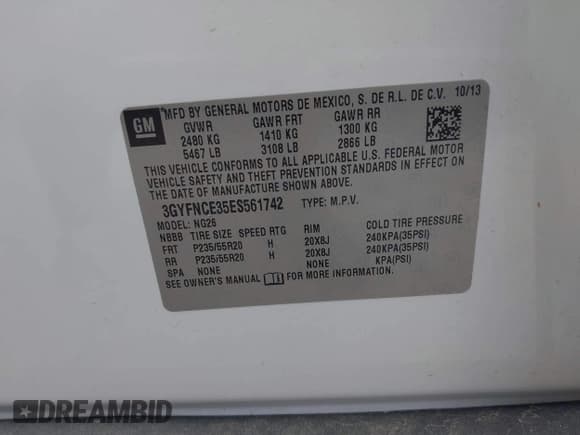 GM
MFD BY GENERAL MOTORS DE MEXICO, S. DE R.L. DE C.V. 10/13
GVWR GAWR FRT GAWR RR
2480 KG 1410 KG 1300 KG
5467 LB 3108 LB 2866 LB
THIS VEHICLE CONFORMS TO ALL APPLICABLE U.S. FEDERAL MOTOR
VEHICLE SAFETY AND THEFT PREVENTION STANDARDS IN EFFECT ON
THE DATE OF MANUFACTURE SHOWN ABOVE.
3GYFNCE35ES561742 TYPE: M.P.V.
MODEL: NG26
NBBB TIRE SIZE SPEED RTG RIM COLD TIRE PRESSURE
FRT P235/55R20 H 20X8J 240KPA(35PSI)
RR P235/55R20 H 20X8J 240KPA(35PSI)
SPA NONE NONE KPA(PSI)
SEE OWNER'S MANUAL FOR MORE INFORMATION.
DREAMBID